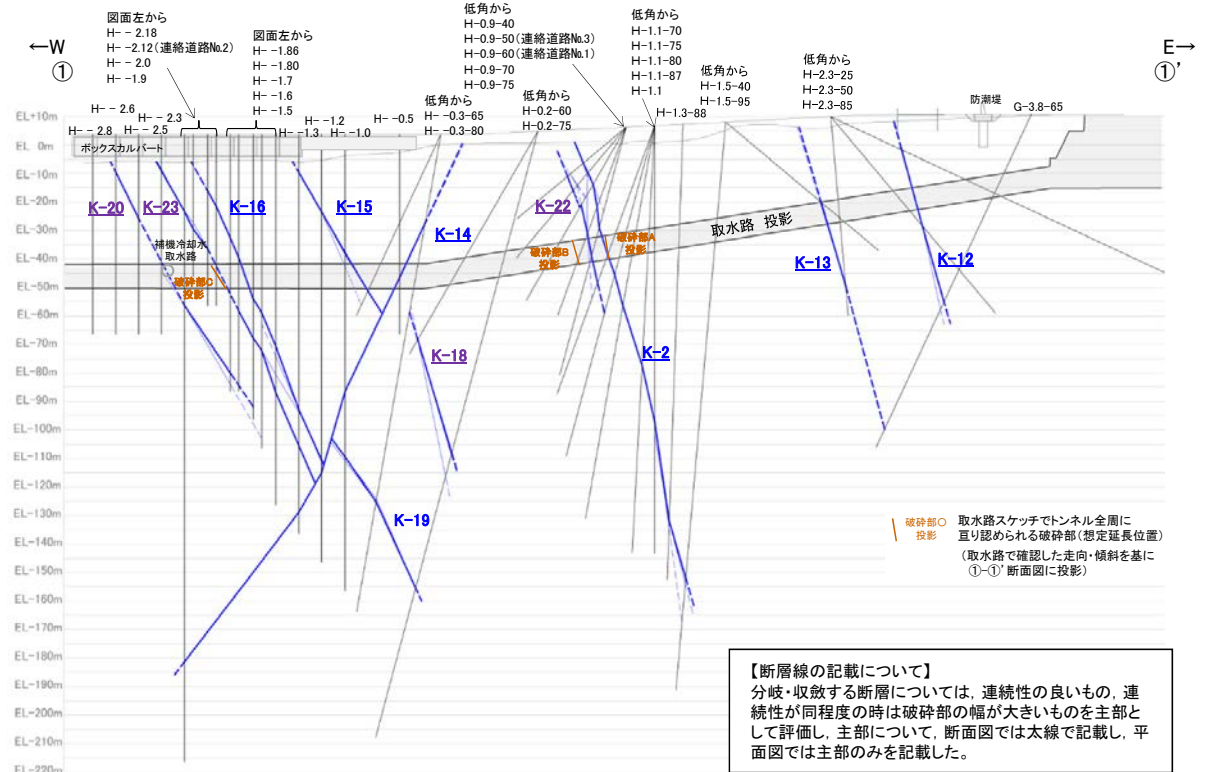 図面左から
H- - 2.18
H- -2.12(連絡道路№2)
H- - 2.0
H- -1.9
←W
①
図面左から
H- -1.86
H- -1.80
H- -1.7
H- -1.6
H- -1.5
低角から
H-0.9-40
H-0.9-50(連絡道路№3)
H-0.9-60(連絡道路№1)
H-0.9-70
H-0.9-75
低角から
H-1.1-70
H-1.1-75
H-1.1-80
H-1.1-87
H-1.1
低角から
H-1.5-40
H-1.5-95
低角から
H-2.3-25
H-2.3-50
H-2.3-85
E→
①'
防潮堤
G-3.8-65
H-1.3-88
低角から
H-0.2-60
H-0.2-75
低角から
H- -0.3-65
H- -0.3-80
H- -0.5
H- -1.2
H- -1.3
H- -1.0
H- - 2.6
H- - 2.3
H- - 2.8
H- - 2.5
ボックスカルバート
EL+10m
EL 0m
EL-10m
EL-20m
EL-30m
EL-40m
EL-50m
EL-60m
EL-70m
EL-80m
EL-90m
EL-100m
EL-110m
EL-120m
EL-130m
EL-140m
EL-150m
EL-160m
EL-170m
EL-180m
EL-190m
EL-200m
EL-210m
EL-220m
K-20
K-23
K-16
K-15
K-14
K-22
K-13
K-12
K-2
K-18
K-19
補機冷却水
取水路
破砕部C
投影
破砕部B
投影
破砕部A
投影
取水路 投影
破砕部○
投影
取水路スケッチでトンネル全周に
亘り認められる破砕部(想定延長位置)
(取水路で確認した走向・傾斜を基に
①-①'断面図に投影)
【断層線の記載について】
分岐・収斂する断層については, 連続性の良いもの, 連
続性が同程度の時は破砕部の幅が大きいものを主部と
して評価し, 主部について, 断面図では太線で記載し, 平
面図では主部のみを記載した。